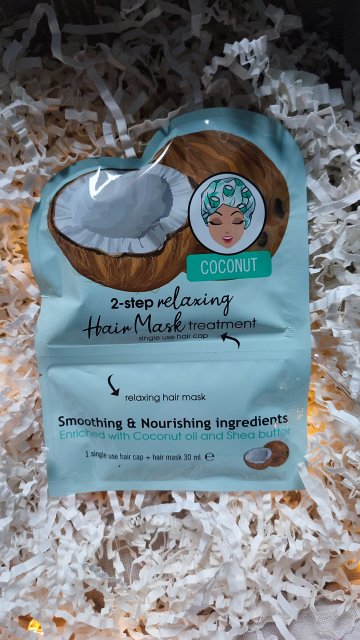 COCONUT
2-step relaxing
Hair Mask treatment
single use hair cap
relaxing hair mask
Smoothing & Nourishing ingredients
Enriched with Coconut oil and Shea butter
1 single use hair cap + hair mask 30 ml ℮